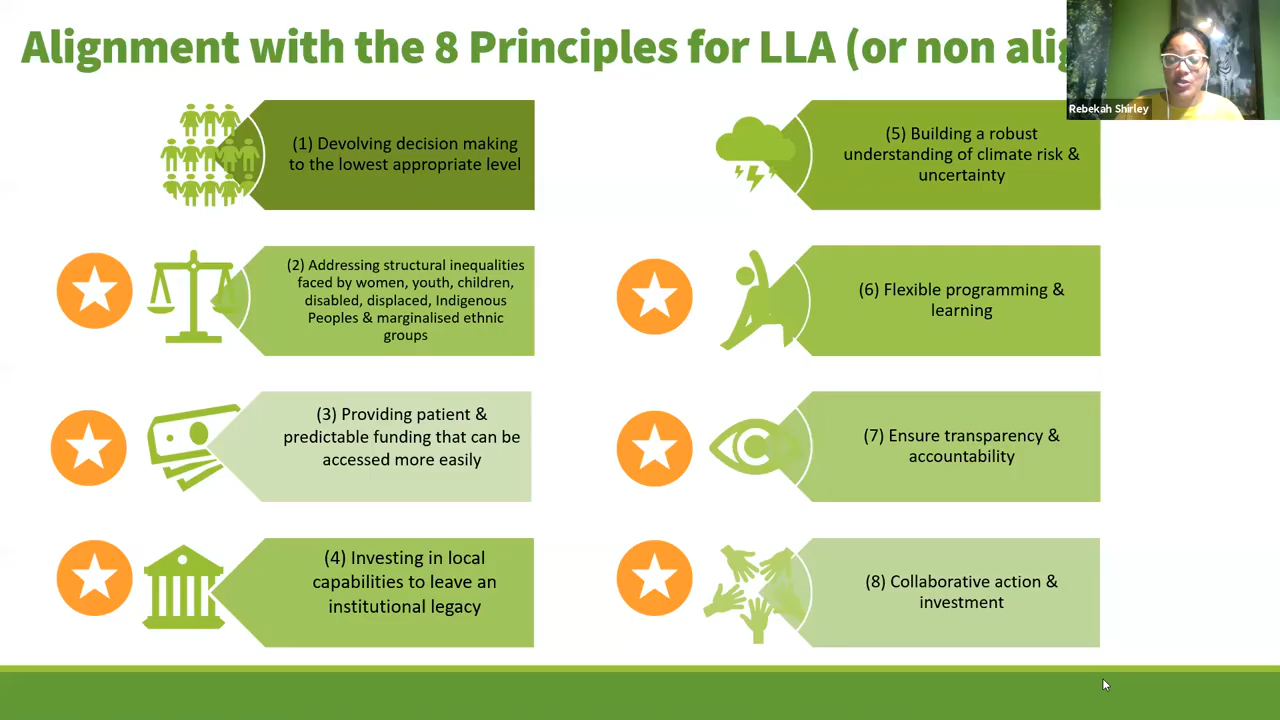 Alignment with the 8 Principles for LLA (or non alig
Rebekah Shirley
(1) Devolving decision making
to the lowest appropriate level
(2) Addressing structural inequalities
faced by women, youth, children,
disabled, displaced, Indigenous
Peoples & marginalised ethnic
groups
(3) Providing patient &
predictable funding that can be
accessed more easily
(4) Investing in local
capabilities to leave an
institutional legacy
(5) Building a robust
understanding of climate risk &
uncertainty
(6) Flexible programming &
learning
(7) Ensure transparency &
accountability
(8) Collaborative action &
investment